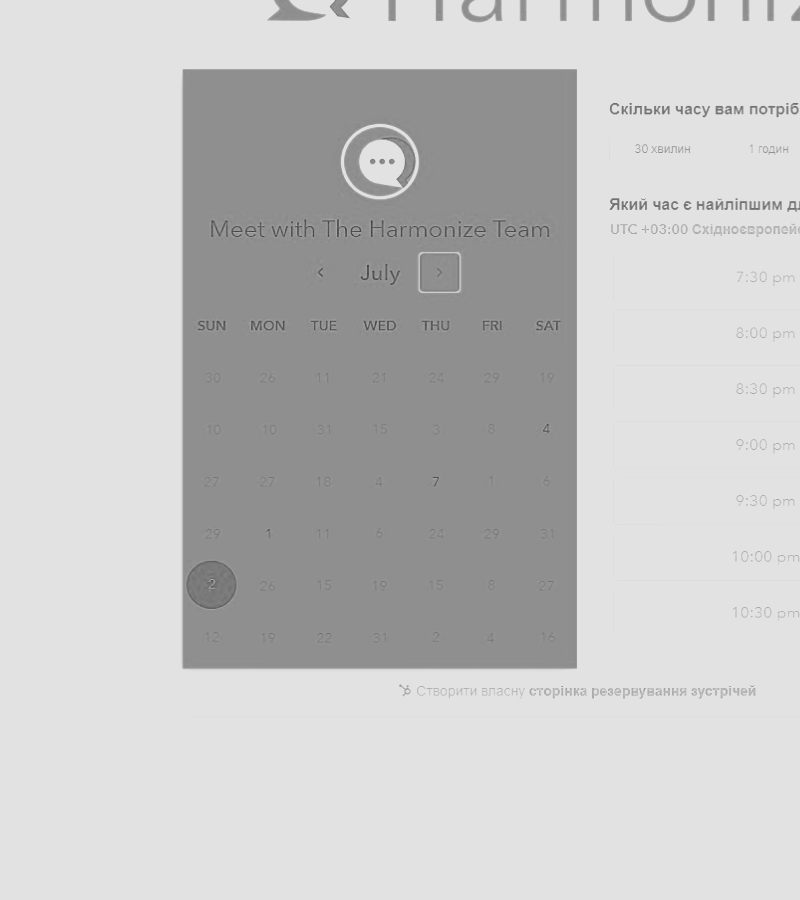 Harmoniz
Meet with The Harmonize Team
July
SUN MON TUE WED THU FRI SAT
30 26 11 21 24 29 19
10 10 31 15 3 8 4
27 27 18 4 7 1 6
29 1 11 6 24 29 31
2 26 15 19 15 8 27
12 19 22 31 2 4 16
Скільки часу вам потріб
30 хвилин 1 годин
Який час є найліпшим дл
UTC +03:00 Східноєвропейс
7:30 pm
8:00 pm
8:30 pm
9:00 pm
9:30 pm
10:00 pm
10:30 pm
Створити власну сторінка резервування зустрічей